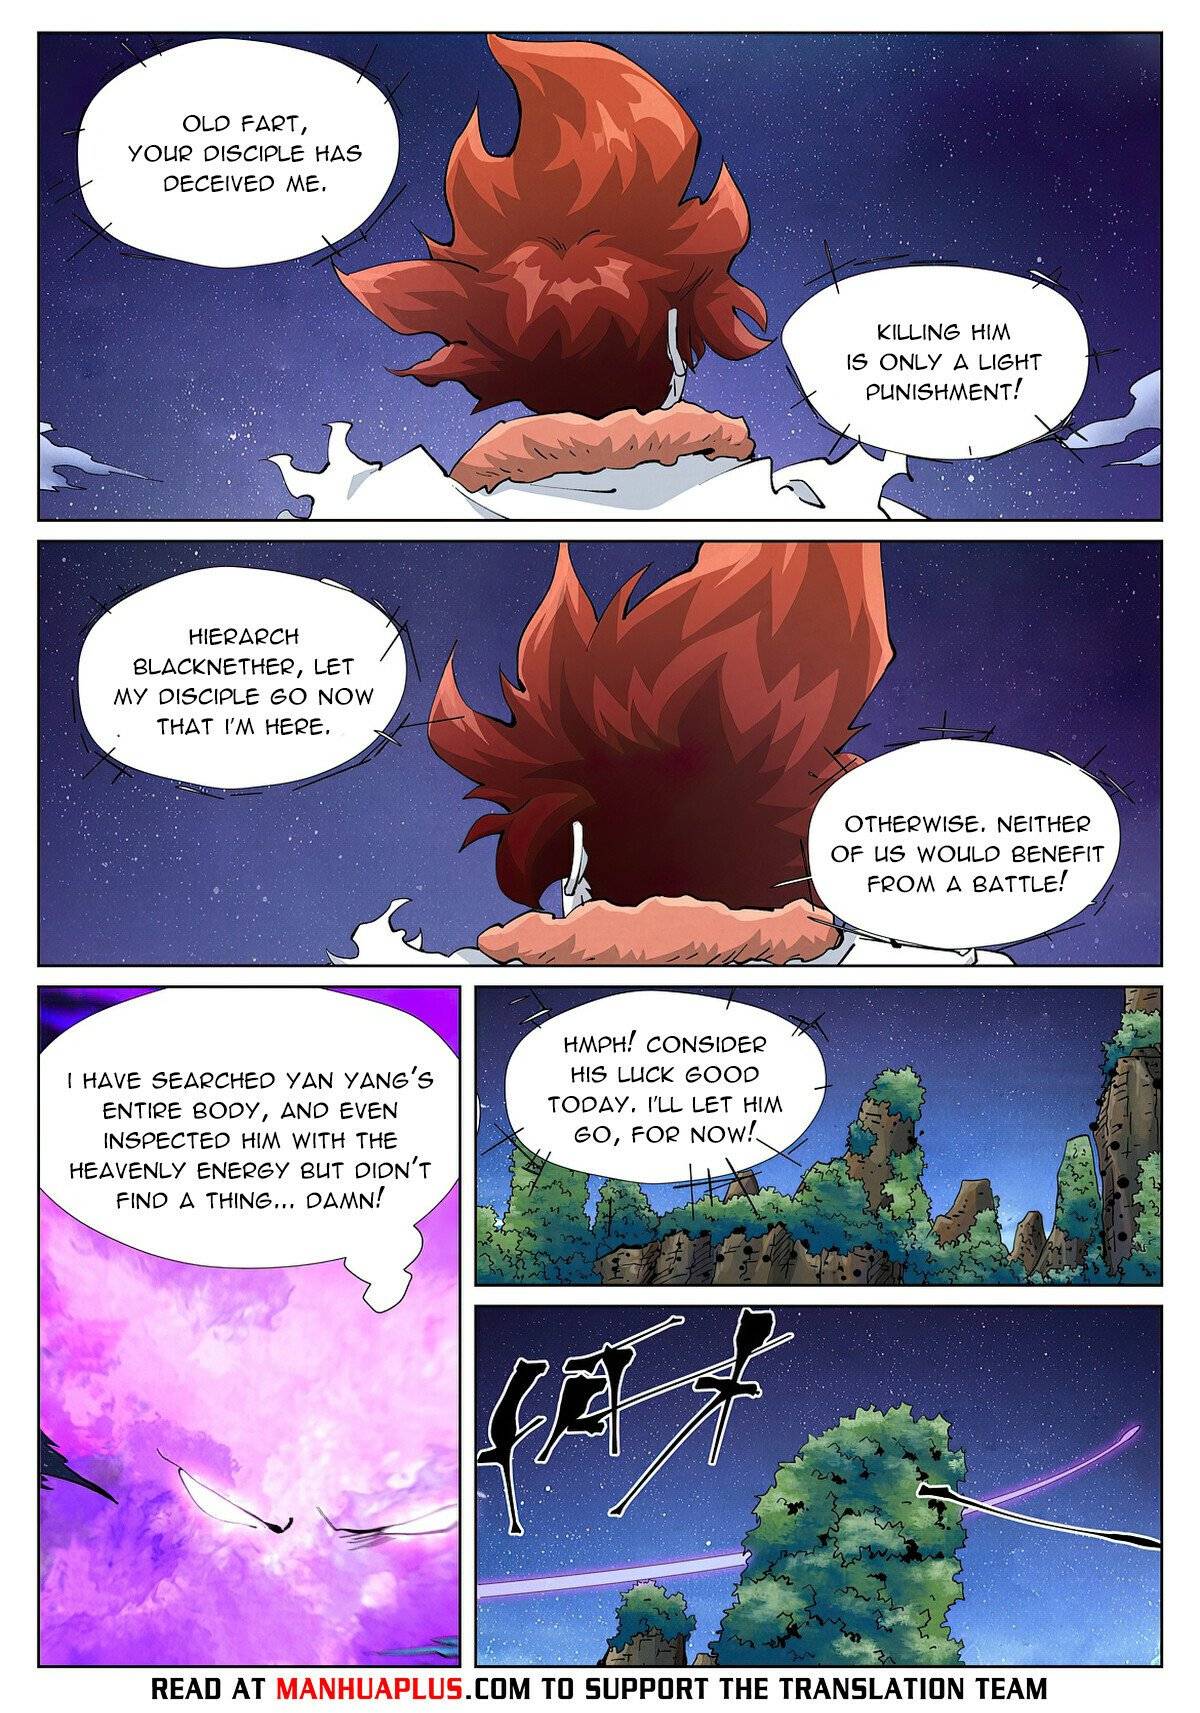 OLD FART,
YOUR DISCIPLE HAS
DECEIVED ME.
KILLING HIM
IS ONLY A LIGHT
PUNISHMENT!
HIERARCH
BLACKNETHER, LET
MY DISCIPLE GO NOW
THAT I'M HERE.
OTHERWISE. NEITHER
OF US WOULD BENEFIT
FROM A BATTLE!
I HAVE SEARCHED YAN YANG'S
ENTIRE BODY, AND EVEN
INSPECTED HIM WITH THE
HEAVENLY ENERGY BUT DIDN'T
FIND A THING... DAMN!
HMPH! CONSIDER
HIS LUCK GOOD
TODAY. I'LL LET HIM
GO, FOR NOW!
READ AT MANHUAPLUS.COM TO SUPPORT THE TRANSLATION TEAM